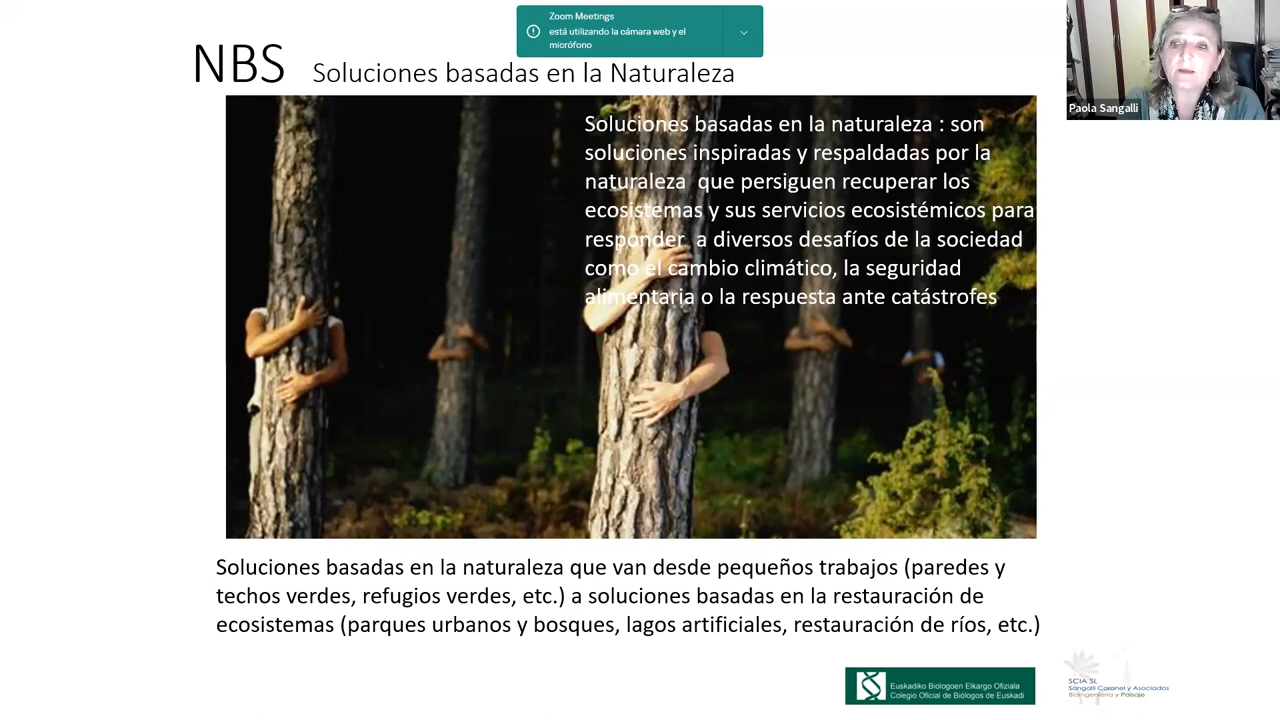 Zoom Meetings
está utilizando la cámara web y el
micrófono
NBS Soluciones basadas en la Naturaleza
Paola Sangalli
Soluciones basadas en la naturaleza : son
soluciones inspiradas y respaldadas por la
naturaleza que persiguen recuperar los
ecosistemas y sus servicios ecosistémicos para
responder a diversos desafíos de la sociedad
como el cambio climático, la seguridad
alimentaria o la respuesta ante catástrofes
Soluciones basadas en la naturaleza que van desde pequeños trabajos (paredes y
techos verdes, refugios verdes, etc.) a soluciones basadas en la restauración de
ecosistemas (parques urbanos y bosques, lagos artificiales, restauración de ríos, etc.)
Euskadiko Biologoen Elkargo Ofiziala
Colegio Oficial de Biólogos de Euskadi
SCIA SL
Sangalli Coronel y Asociados
Bioingeniería y Paisaje